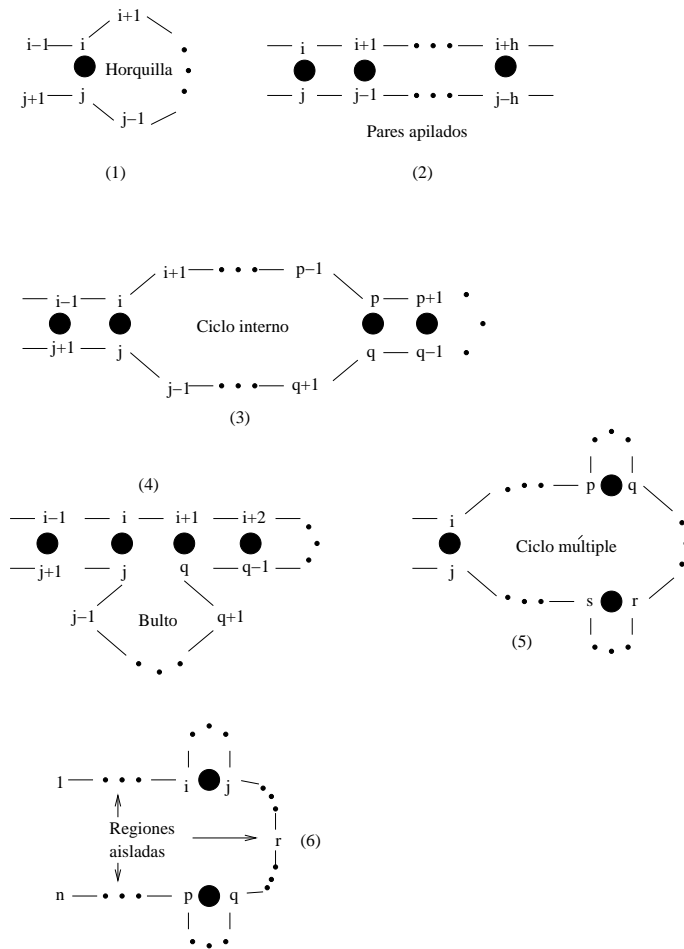 i+1
i−1 i
Horquilla
j+1 j
j−1
(1)
i i+1 i+h
j j−1 j−h
Pares apilados
(2)
i+1 p−1
i−1 i p p+1
Ciclo interno
j+1 j q q−1
j−1 q+1
(3)
(4)
i−1 i i+1 i+2
j+1 j q q−1
j−1 Bulto q+1
p q
i
Ciclo múltiple
j
s r
(5)
1 i j
Regiones
aisladas
r (6)
n p q